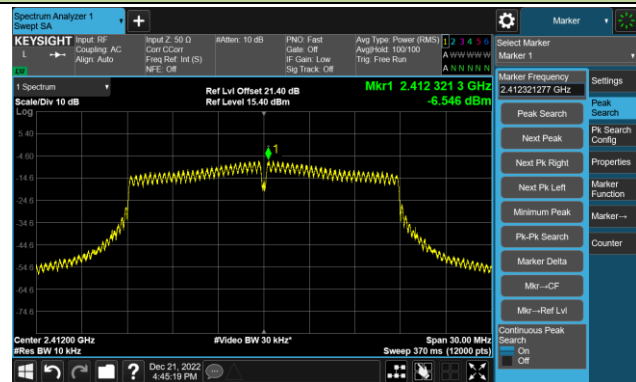 Spectrum Analyzer 1
Swept SA
Marker
KEYSIGHT
L
LW
Input: RF
Coupling: AC
Align: Auto
Input Z: 50 Ω
Corr CCorr
Freq Ref: Int (S)
NFE: Off
#Atten: 10 dB
PNO: Fast
Gate: Off
IF Gain: Low
Sig Track: Off
Avg Type: Power (RMS)
Avg|Hold: 100/100
Trig: Free Run
1 2 3 4 5 6
A W W W W W
A N N N N N
Select Marker
Marker 1
1 Spectrum
Scale/Div 10 dB
Log
Ref Lvl Offset 21.40 dB
Ref Level 15.40 dBm
Mkr1 2.412 321 3 GHz
-6.546 dBm
5.40
-4.60
-14.6
-24.6
-34.6
-44.6
-54.6
-64.6
-74.6
1
Center 2.41200 GHz
#Res BW 10 kHz
#Video BW 30 kHz*
Span 30.00 MHz
Sweep 370 ms (12000 pts)
Marker Frequency
2.412321277 GHz
Peak Search
Next Peak
Next Pk Right
Next Pk Left
Minimum Peak
Pk-Pk Search
Marker Delta
Mkr→CF
Mkr→Ref Lvl
Continuous Peak
Search
On
Off
Settings
Peak
Search
Pk Search
Config
Properties
Marker
Function
Marker→
Counter
?
Dec 21, 2022
4:45:19 PM